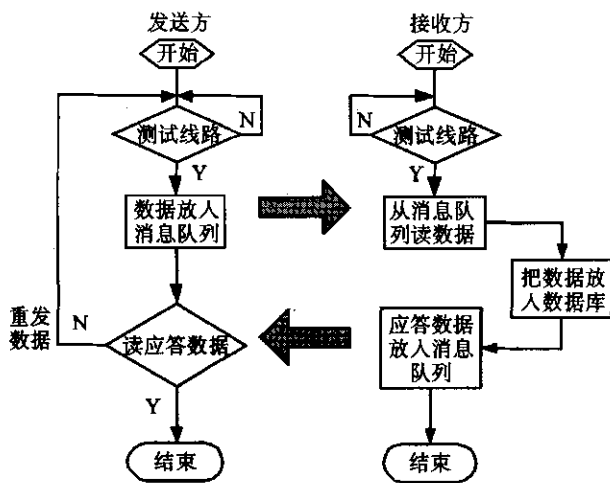 发送方
开始
N
测试线路
Y
数据放人
消息队列
重发
数据
N
读应答数据
Y
结束
接收方
开始
N
测试线路
Y
从消息队
列读数据
把数据放
人数据库
应答数据
放人消息
队列
结束